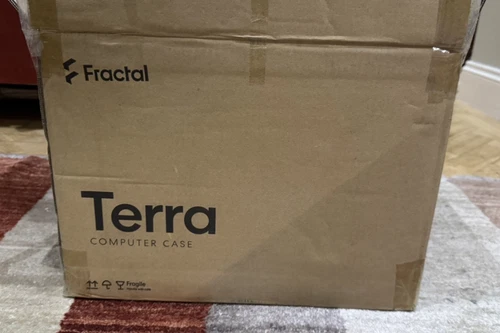 Fractal
Terra
COMPUTER CASE
Fragile